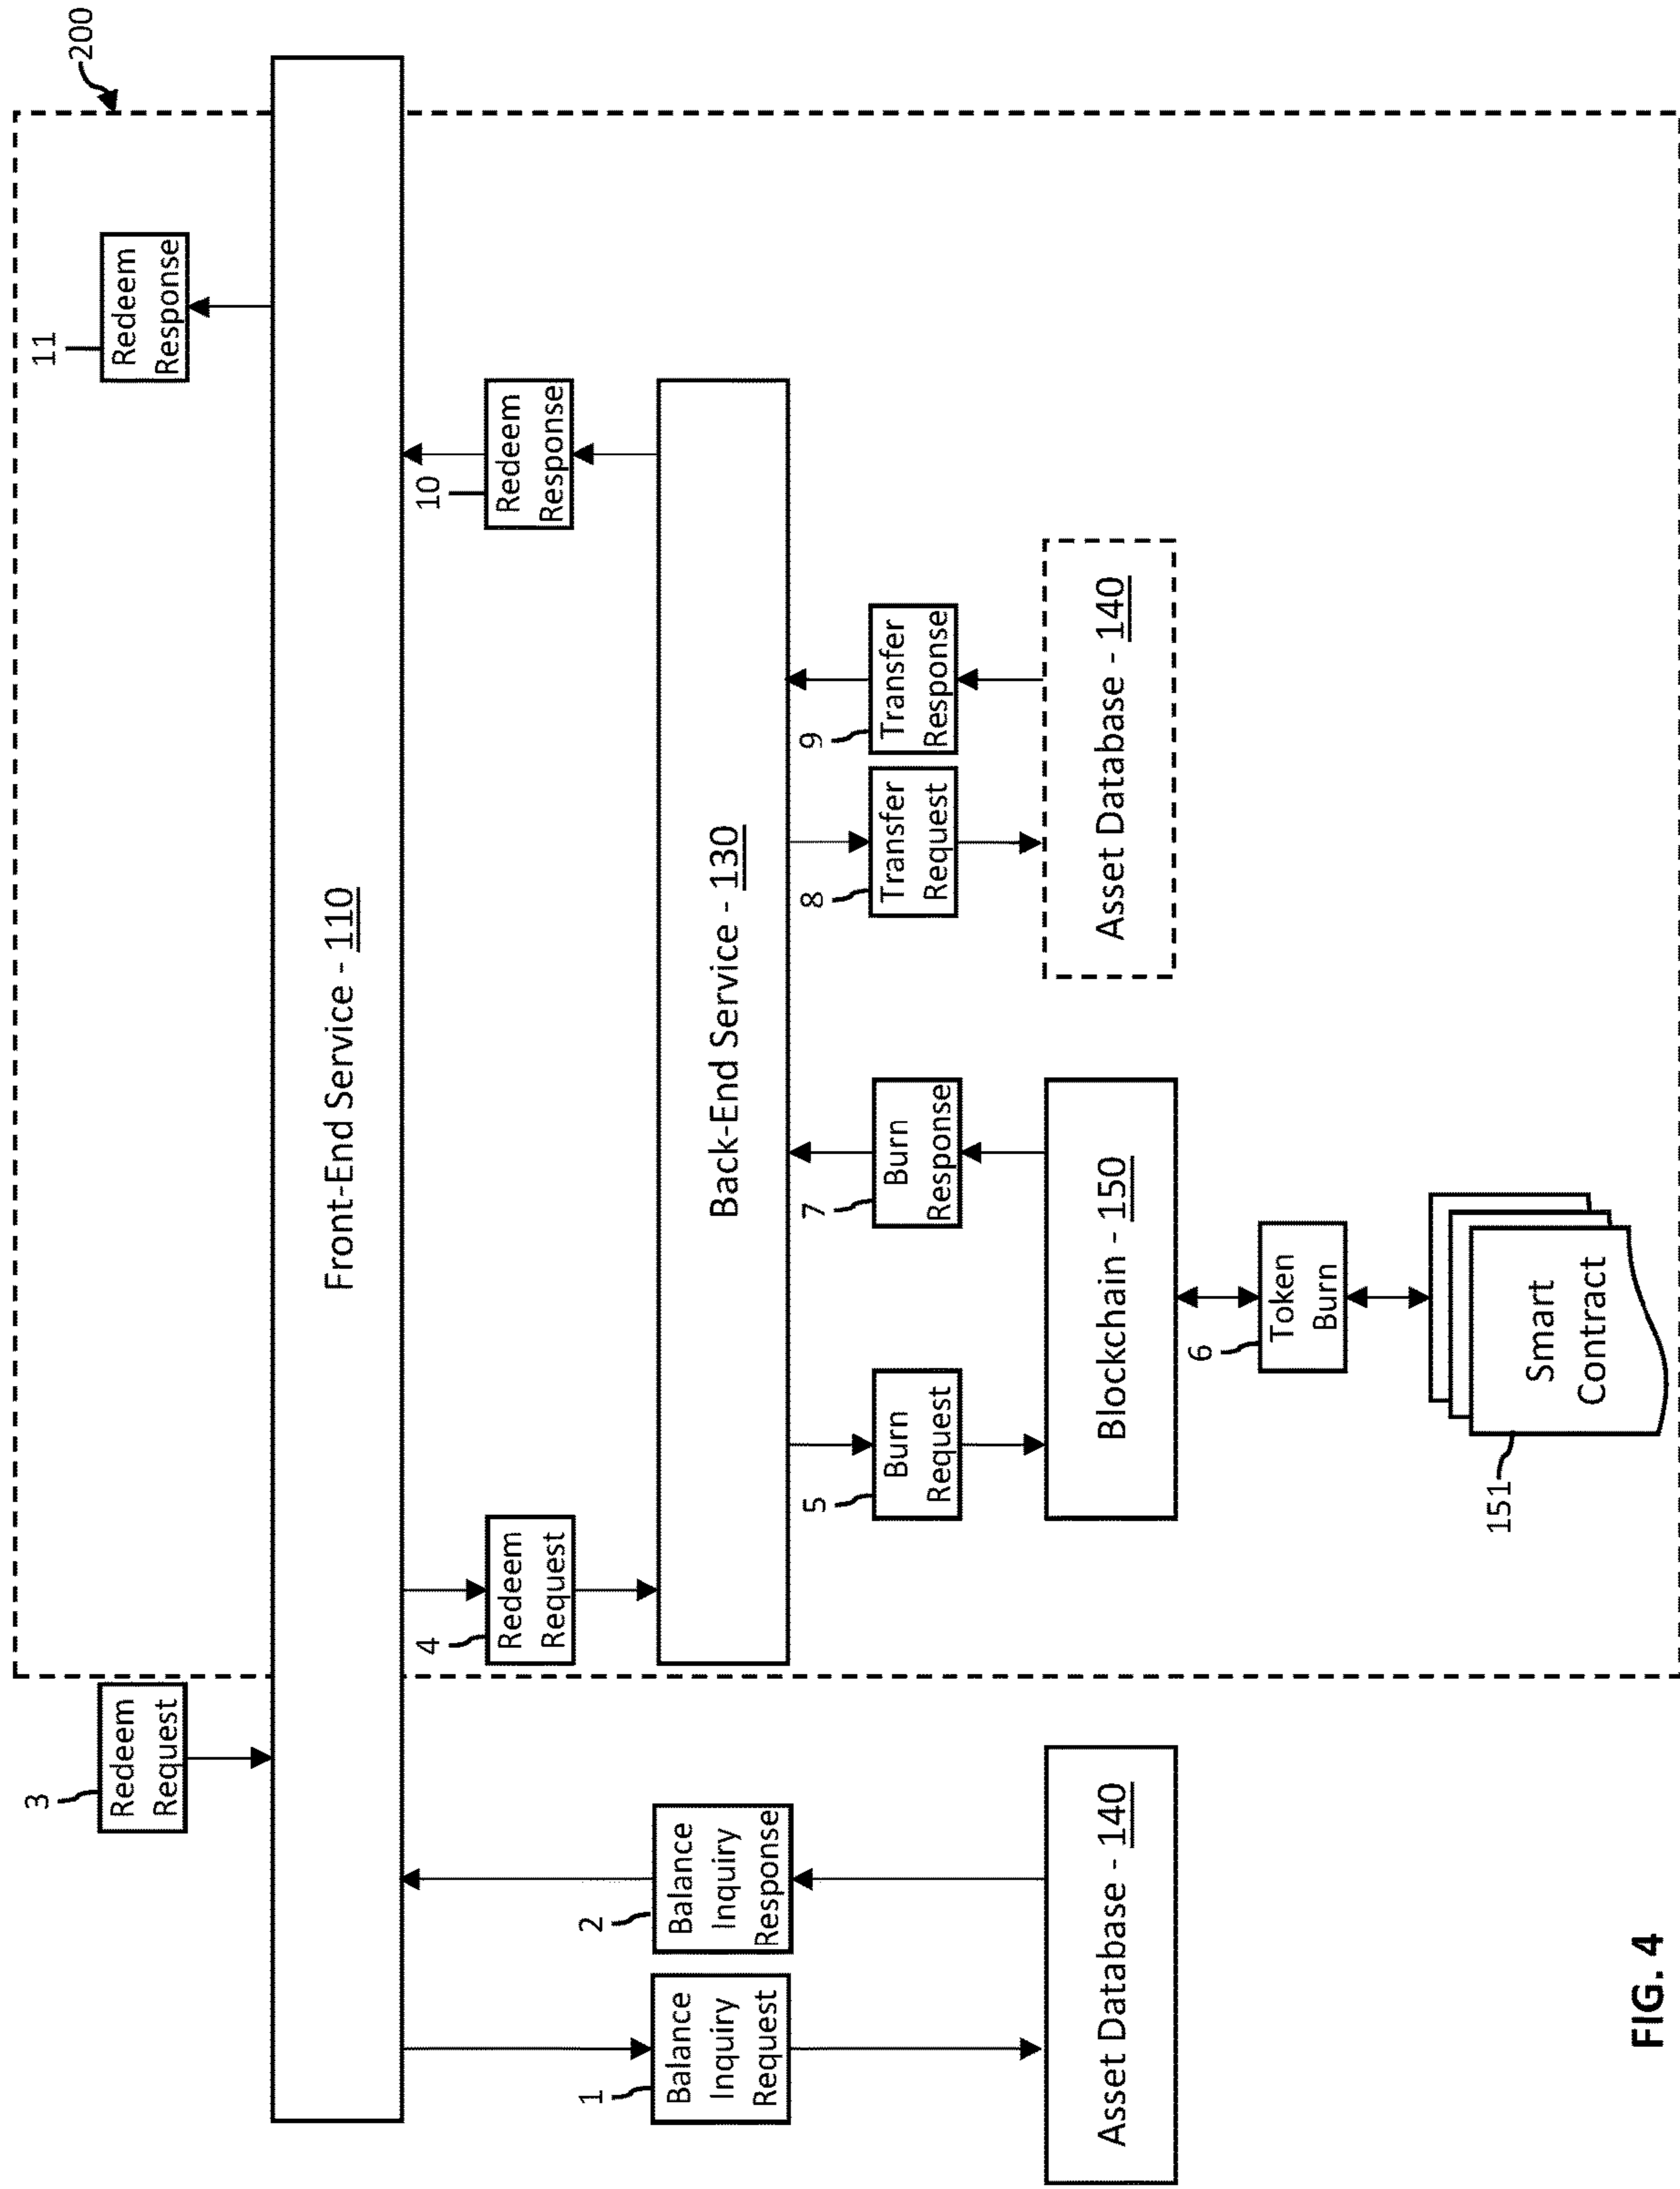 200
3
Redeem
Request
11
Redeem
Response
Front-End Service - 110
1
Balance
Inquiry
Request
2
Balance
Inquiry
Response
4
Redeem
Request
10
Redeem
Response
Back-End Service - 130
5
Burn
Request
7
Burn
Response
8
Transfer
Request
9
Transfer
Response
Asset Database - 140
Blockchain - 150
Asset Database - 140
6
Token
Burn
151
Smart
Contract
FIG. 4